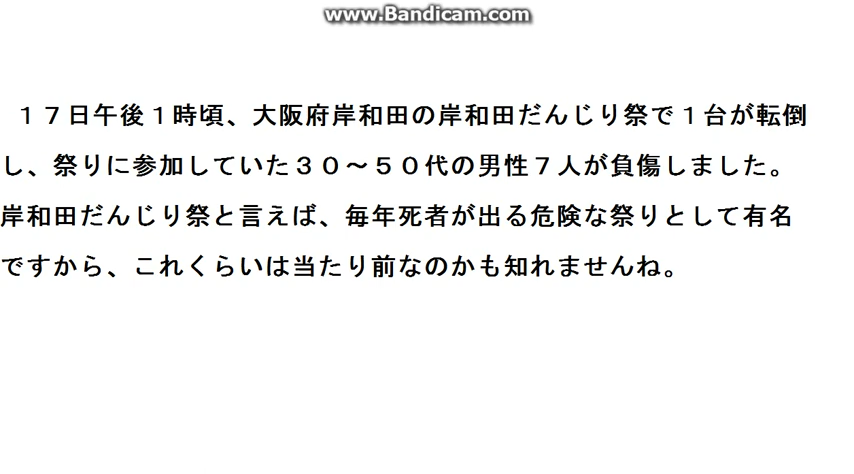 www.Bandicam.com
１７日午後１時頃、大阪府岸和田の岸和田だんじり祭で１台が転倒
し、祭りに参加していた３０～５０代の男性７人が負傷しました。
岸和田だんじり祭と言えば、毎年死者が出る危険な祭りとして有名
ですから、これくらいは当たり前なのかも知れませんね。